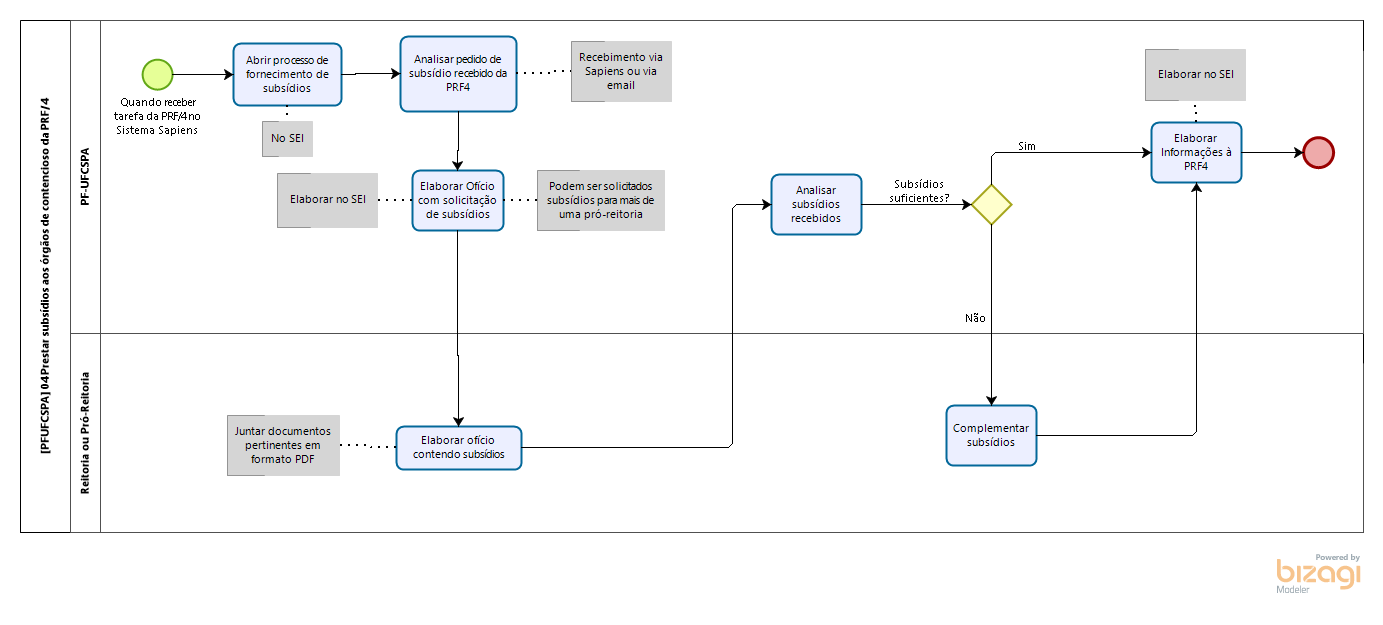 [PFUFCSPA] 04 Prestar subsídios aos órgãos de contencioso da PRF/4
PF-UFCSPA
Quando receber
tarefa da PRF/4 no
Sistema Sapiens
Abrir processo de
fornecimento de
subsídios
No SEI
Analisar pedido de
subsídio recebido da
PRF4
Recebimento via
Sapiens ou via
email
Elaborar no SEI
Elaborar Ofício
com solicitação
de subsídios
Podem ser solicitados
subsídios para mais de
uma pró-reitoria
Analisar
subsídios
recebidos
Subsídios
suficientes?
Sim
Não
Elaborar no SEI
Elaborar
Informações à
PRF4
Reitoria ou Pró-Reitoria
Juntar documentos
pertinentes em
formato PDF
Elaborar ofício
contendo subsídios
Complementar
subsídios
Powered by
bizagi
Modeler